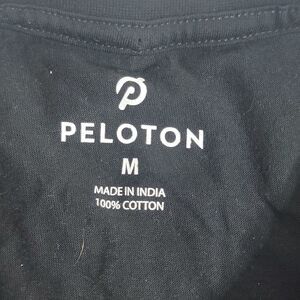 PELOTON
M
MADE IN INDIA
100% COTTON